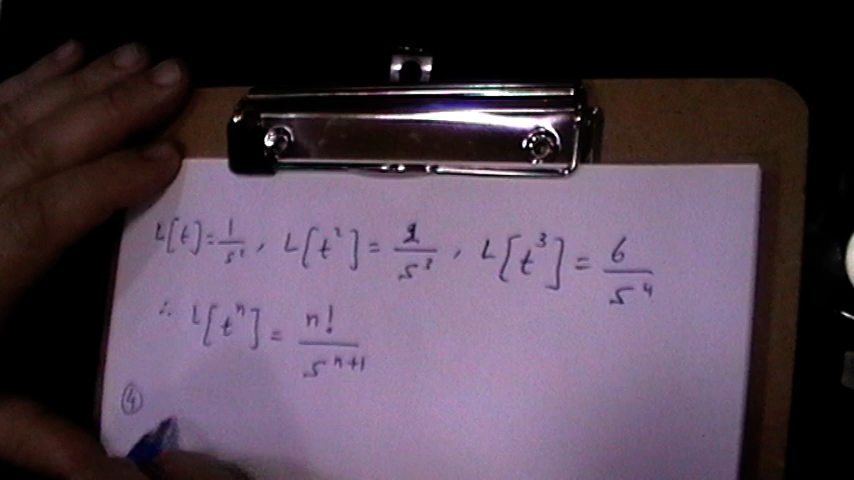 L[t] = 1/s², L[t²] = 2/s³, L[t³] = 6/s⁴
∴ L[tⁿ] = n!/sⁿ⁺¹
④